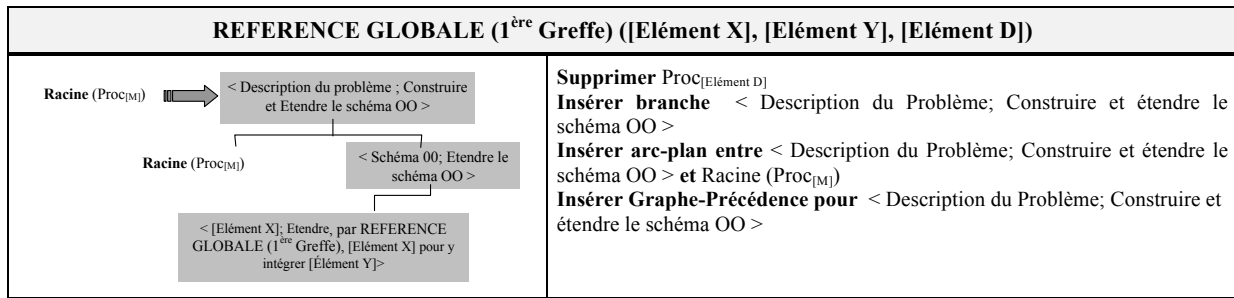 REFERENCE GLOBALE (1ère Greffe) ([Elément X], [Elément Y], [Elément D])
Racine (Proc[M])
< Description du problème ; Construire
et Etendre le schéma OO >
Racine (Proc[M])
< Schéma 00; Etendre le
schéma OO >
< [Elément X]; Etendre, par REFERENCE
GLOBALE (1ère Greffe), [Elément X] pour y
intégrer [Élément Y]>
Supprimer Proc[Elément D]
Insérer branche < Description du Problème; Construire et étendre le
schéma OO >
Insérer arc-plan entre < Description du Problème; Construire et étendre le
schéma OO > et Racine (Proc[M])
Insérer Graphe-Précédence pour < Description du Problème; Construire et
étendre le schéma OO >